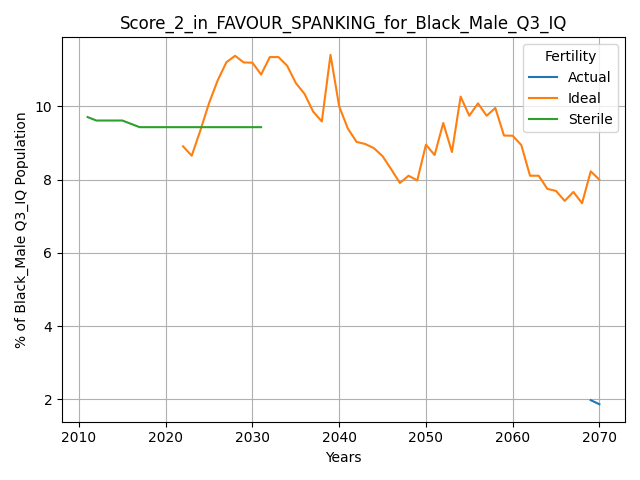 Score_2_in_FAVOUR_SPANKING_for_Black_Male_Q3_IQ
Fertility
Actual
Ideal
Sterile
% of Black_Male Q3_IQ Population
10
8
6
4
2
2010 2020 2030 2040 2050 2060 2070
Years